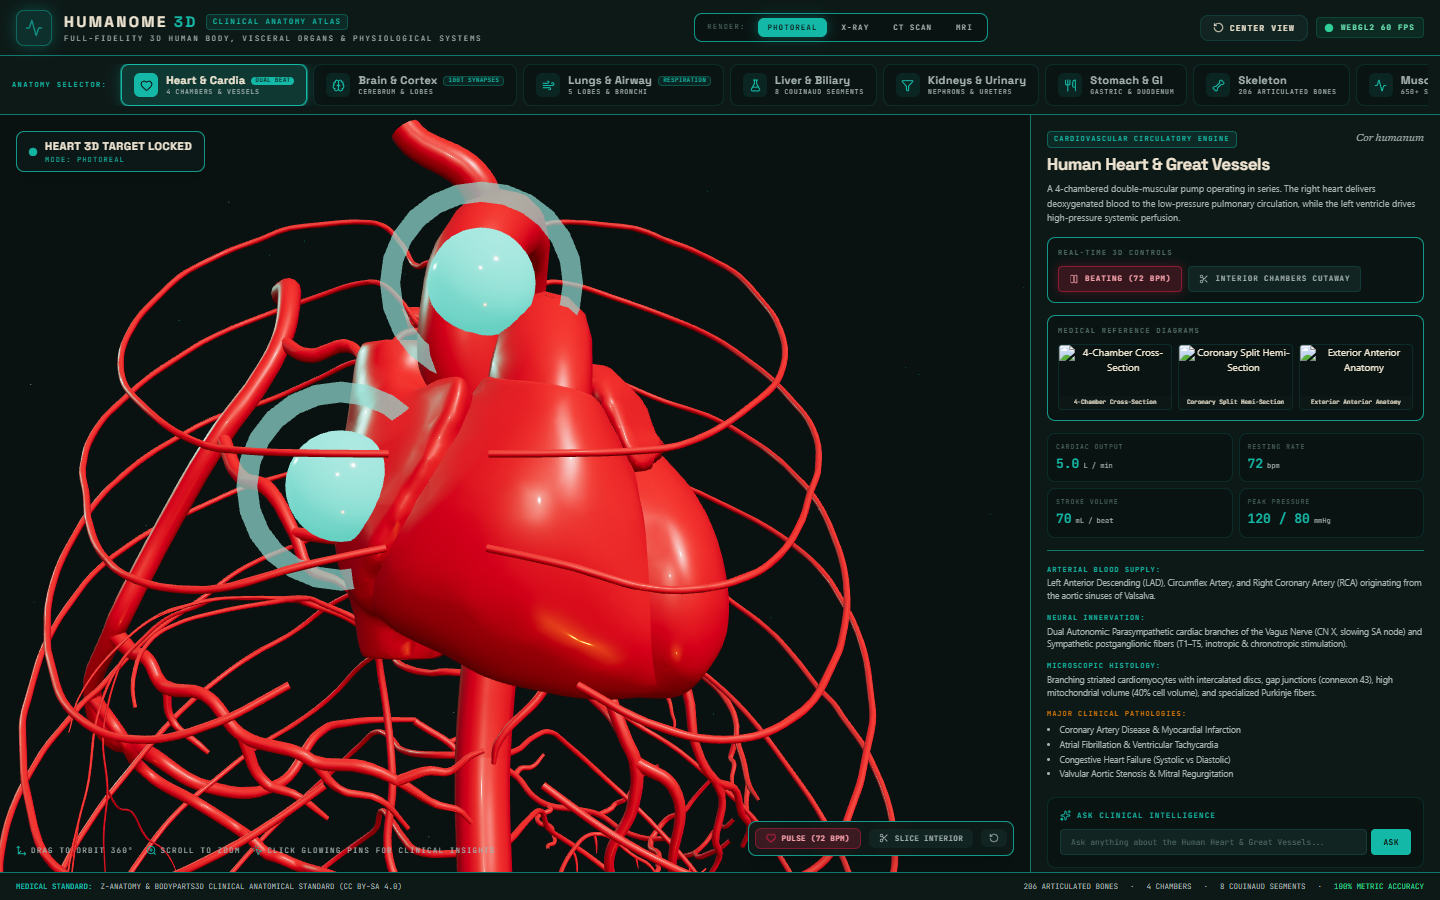 HUMANOME 3D CLINICAL ANATOMY ATLAS
FULL-FIDELITY 3D HUMAN BODY, VISCERAL ORGANS & PHYSIOLOGICAL SYSTEMS
RENDER: PHOTOREAL X-RAY CT SCAN MRI
CENTER VIEW
WEBGL2 60 FPS
ANATOMY SELECTOR:
Heart & Cardia DUAL BEAT
4 CHAMBERS & VESSELS
Brain & Cortex 100T SYNAPSES
CEREBRUM & LOBES
Lungs & Airway RESPIRATION
5 LOBES & BRONCHI
Liver & Biliary
8 COUINAUD SEGMENTS
Kidneys & Urinary
NEPHRONS & URETERS
Stomach & GI
GASTRIC & DUODENUM
Skeleton
206 ARTICULATED BONES
Musc
650+ S
HEART 3D TARGET LOCKED
MODE: PHOTOREAL
DRAG TO ORBIT 360° SCROLL TO ZOOM CLICK GLOWING PINS FOR CLINICAL INSIGHTS
PULSE (72 BPM) SLICE INTERIOR
CARDIOVASCULAR CIRCULATORY ENGINE
Cor humanum
Human Heart & Great Vessels
A 4-chambered double-muscular pump operating in series. The right heart delivers
deoxygenated blood to the low-pressure pulmonary circulation, while the left ventricle drives
high-pressure systemic perfusion.
REAL-TIME 3D CONTROLS
BEATING (72 BPM) INTERIOR CHAMBERS CUTAWAY
MEDICAL REFERENCE DIAGRAMS
4-Chamber Cross-
Section
4-Chamber Cross-Section
Coronary Split Hemi-
Section
Coronary Split Hemi-Section
Exterior Anterior
Anatomy
Exterior Anterior Anatomy
CARDIAC OUTPUT
5.0 L / min
RESTING RATE
72 bpm
STROKE VOLUME
70 mL / beat
PEAK PRESSURE
120 / 80 mmHg
ARTERIAL BLOOD SUPPLY:
Left Anterior Descending (LAD), Circumflex Artery, and Right Coronary Artery (RCA) originating from
the aortic sinuses of Valsalva.
NEURAL INNERVATION:
Dual Autonomic: Parasympathetic cardiac branches of the Vagus Nerve (CN X, slowing SA node) and
Sympathetic postganglionic fibers (T1–T5, inotropic & chronotropic stimulation).
MICROSCOPIC HISTOLOGY:
Branching striated cardiomyocytes with intercalated discs, gap junctions (connexon 43), high
mitochondrial volume (40% cell volume), and specialized Purkinje fibers.
MAJOR CLINICAL PATHOLOGIES:
• Coronary Artery Disease & Myocardial Infarction
• Atrial Fibrillation & Ventricular Tachycardia
• Congestive Heart Failure (Systolic vs Diastolic)
• Valvular Aortic Stenosis & Mitral Regurgitation
ASK CLINICAL INTELLIGENCE
Ask anything about the Human Heart & Great Vessels... ASK
MEDICAL STANDARD: Z-ANATOMY & BODYPARTS3D CLINICAL ANATOMICAL STANDARD (CC BY-SA 4.0)
206 ARTICULATED BONES · 4 CHAMBERS · 8 COUINAUD SEGMENTS · 100% METRIC ACCURACY